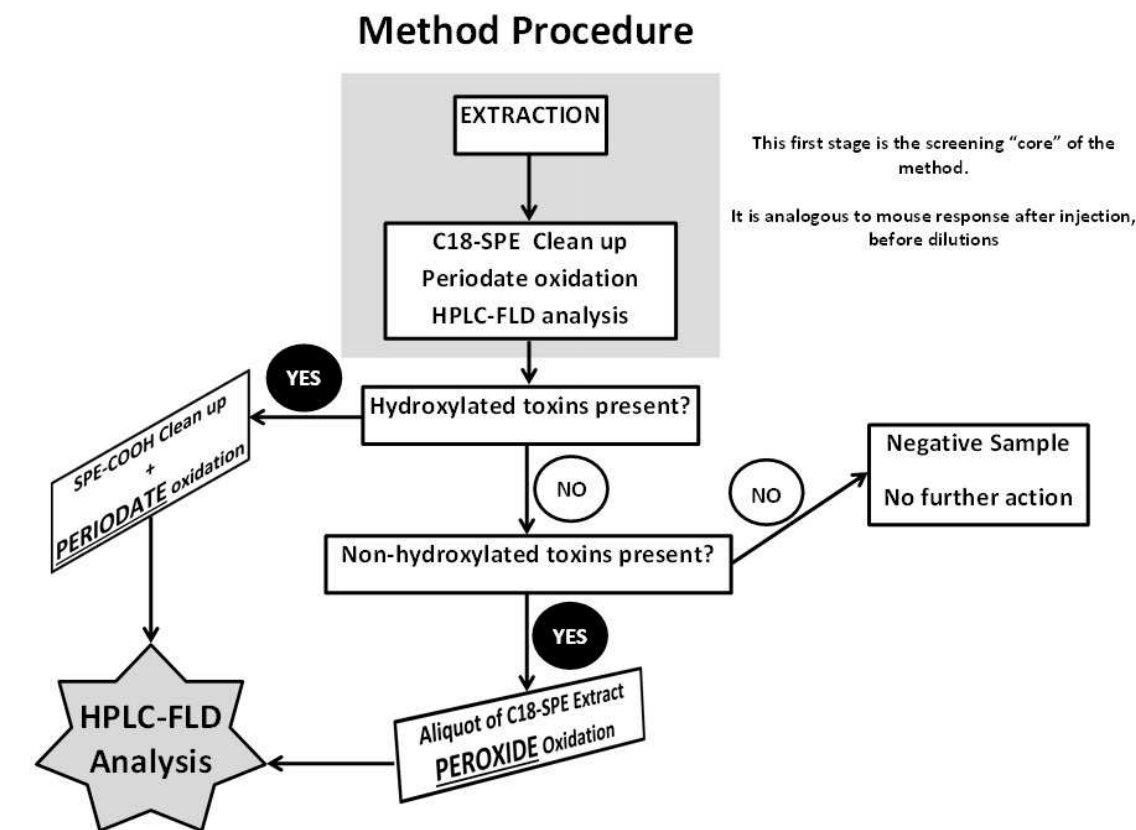 Method Procedure
EXTRACTION
This first stage is the screening “core” of the
method.
It is analogous to mouse response after injection,
before dilutions
C18-SPE Clean up
Periodate oxidation
HPLC-FLD analysis
YES
Hydroxylated toxins present?
SPE-COOH Clean up
+
PERIODATE oxidation
NO
NO
Negative Sample
No further action
Non-hydroxylated toxins present?
YES
Aliquot of C18-SPE Extract
PEROXIDE Oxidation
HPLC-FLD
Analysis